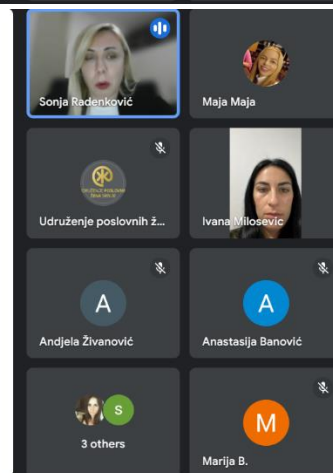 Sonja Radenković
Maja Maja
Udruženje poslovnih ž...
Ivana Milosevic
A
Andjela Živanović
A
Anastasija Banović
S
3 others
M
Marija B.